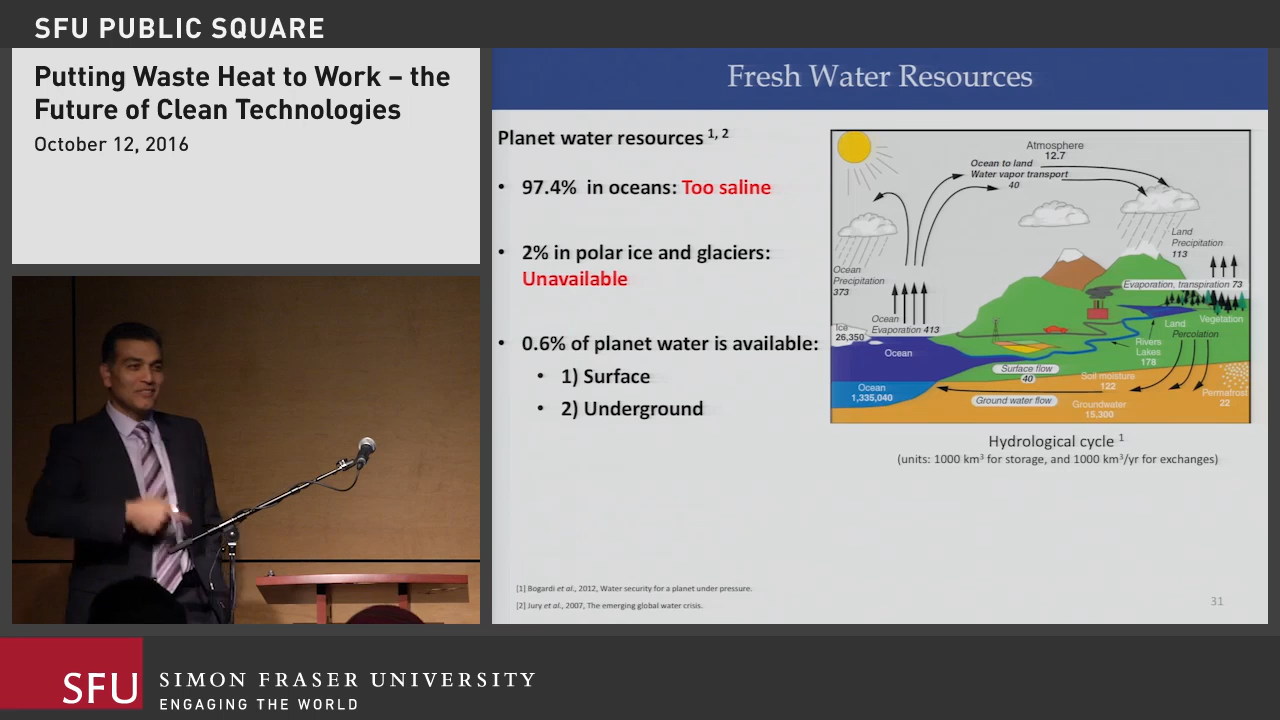 SFU PUBLIC SQUARE
Putting Waste Heat to Work – the
Future of Clean Technologies
October 12, 2016
Fresh Water Resources
Planet water resources 1, 2
• 97.4% in oceans: Too saline
• 2% in polar ice and glaciers:
Unavailable
• 0.6% of planet water is available:
• 1) Surface
• 2) Underground
Atmosphere
12.7
Ocean to land
Water vapor transport
40
Land
Precipitation
113
Ocean
Precipitation
373
Evaporation, transpiration 73
Ocean
Evaporation 413
Ice
26,350
Ocean
Vegetation
Land
Percolation
Rivers
Lakes
178
Surface flow
40
Soil moisture
122
Ocean
1,335,040
Ground water flow
Groundwater
15,300
Permafrost
22
Hydrological cycle 1
(units: 1000 km³ for storage, and 1000 km³/yr for exchanges)
[1] Bogardi et al., 2012, Water security for a planet under pressure.
[2] Jury et al., 2007, The emerging global water crisis.
31
SFU
SIMON FRASER UNIVERSITY
ENGAGING THE WORLD